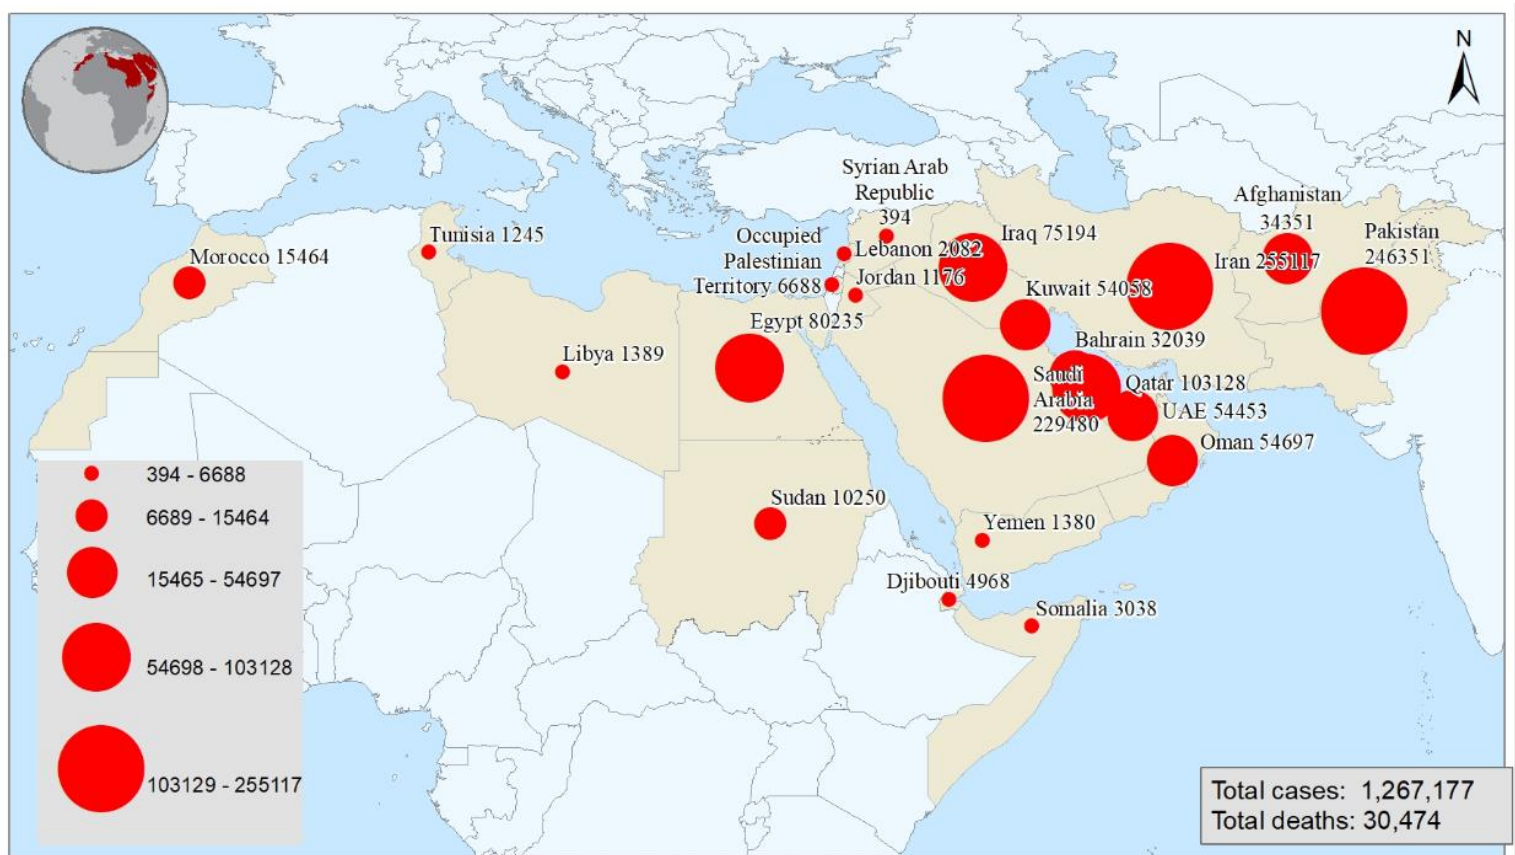 N
Syrian Arab
Republic
394
Afghanistan
34351
Pakistan
246351
Tunisia 1245
Occupied
Palestinian
Territory 6688
Lebanon 2082
Iraq 75194
Morocco 15464
Jordan 1176
Iran 255117
Kuwait 54058
Egypt 80235
Bahrain 32039
Libya 1389
Saudi
Arabia
229480
Qatar 103128
UAE 54453
Oman 54697
394 - 6688
6689 - 15464
15465 - 54697
54698 - 103128
103129 - 255117
Sudan 10250
Yemen 1380
Djibouti 4968
Somalia 3038
Total cases: 1,267,177
Total deaths: 30,474